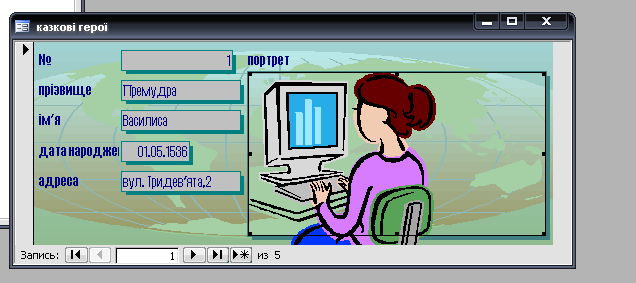 казкові герої
№ 1 портрет
прізвище Премудра
ім'я Василиса
дата народжен 01.05.1536
адреса вул. Тридев'ята,2
Запись: 1 из 5